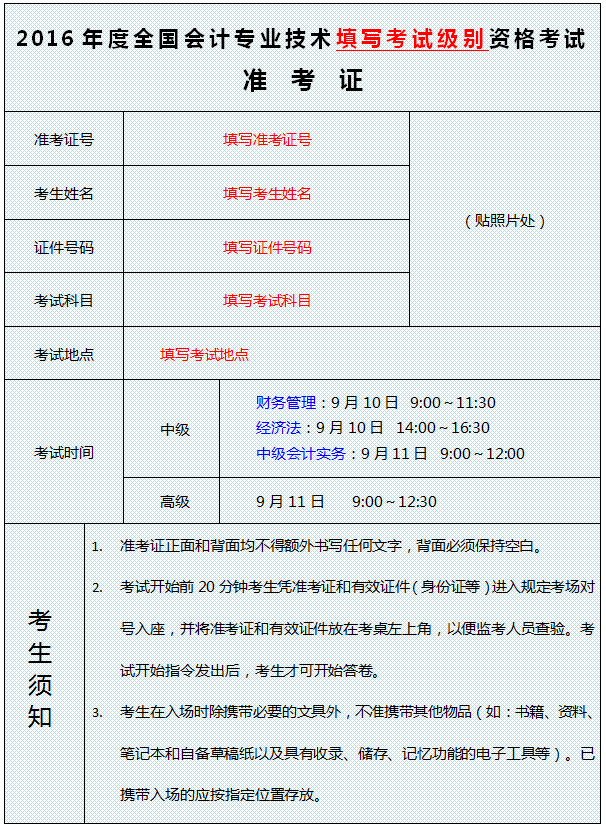 2016年度全国会计专业技术填写考试级别资格考试
准 考 证
准考证号 填写准考证号
考生姓名 填写考生姓名
(贴照片处)
证件号码 填写证件号码
考试科目 填写考试科目
考试地点 填写考试地点
考试时间
中级
财务管理：9月10日 9:00～11:30
经济法：9月10日 14:00～16:30
中级会计实务：9月11日 9:00～12:00
高级 9月11日 9:00～12:30
考生须知
1. 准考证正面和背面均不得额外书写任何文字，背面必须保持空白。
2. 考试开始前20分钟考生凭准考证和有效证件(身份证等)进入规定考场对
号入座，并将准考证和有效证件放在考桌左上角，以便监考人员查验。考
试开始指令发出后，考生才可开始答卷。
3. 考生在入场时除携带必要的文具外，不准携带其他物品(如：书籍、资料、
笔记本和自备草稿纸以及具有收录、储存、记忆功能的电子工具等)。已
携带入场的应按指定位置存放。